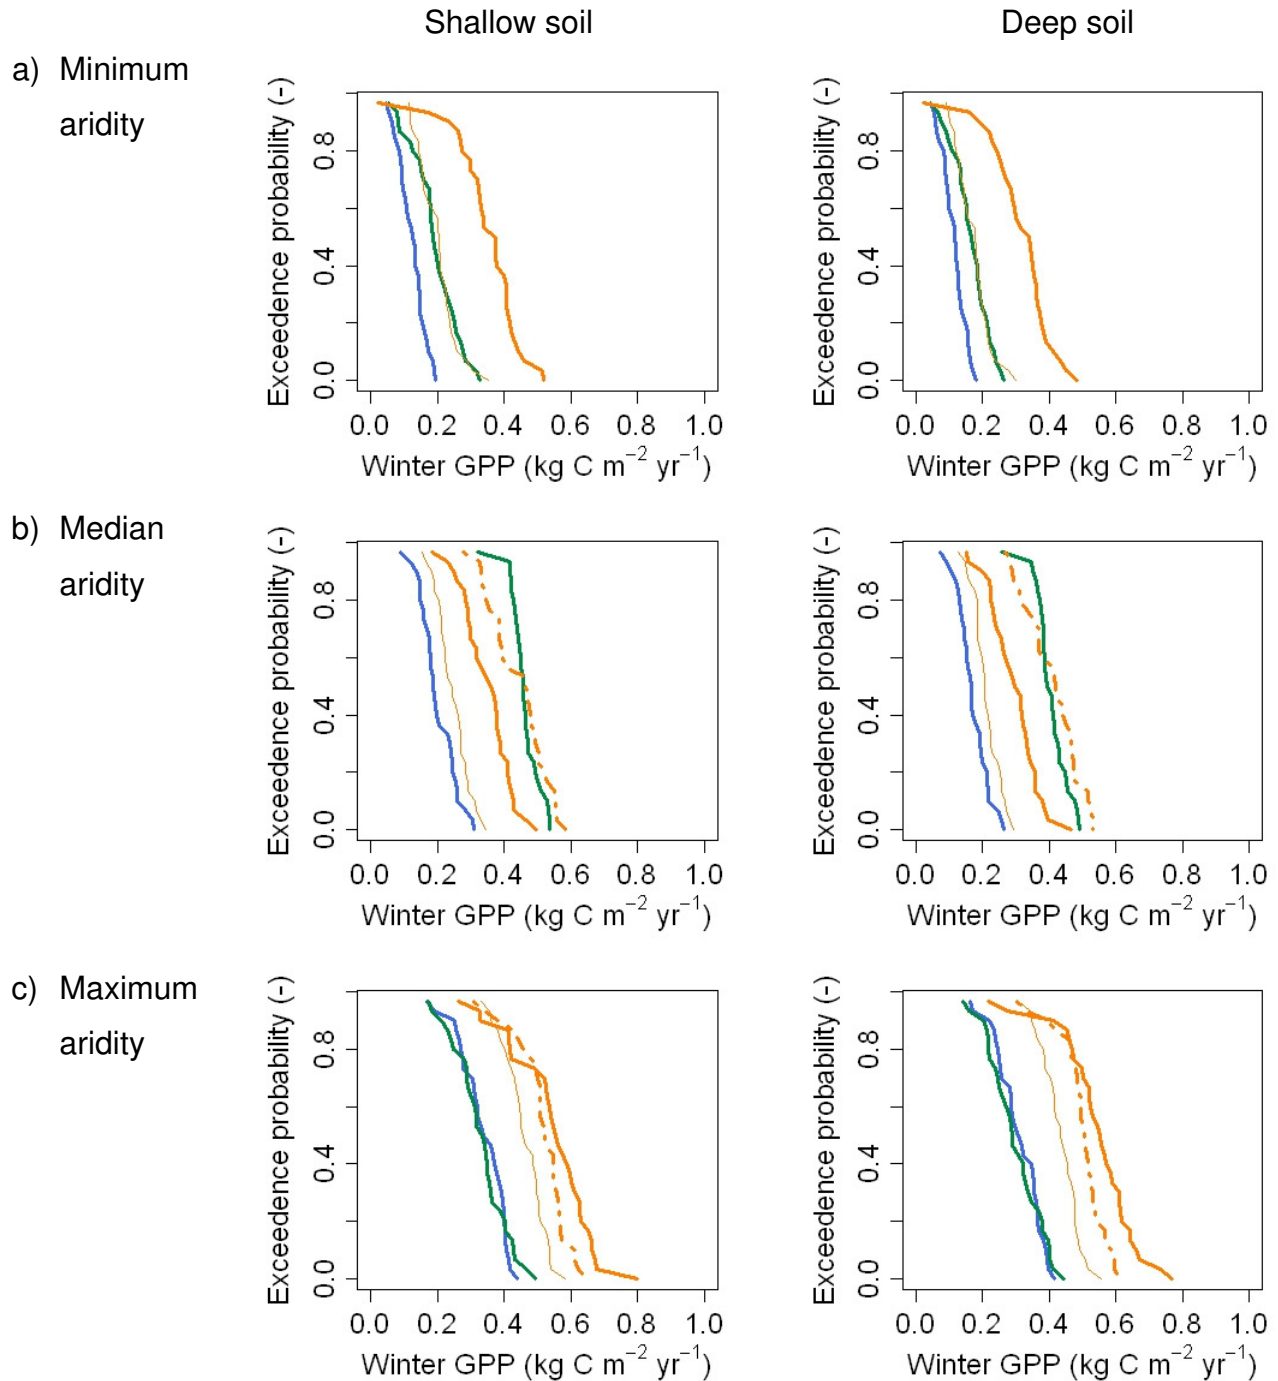 Shallow soil
Deep soil
a) Minimum
aridity
Exceedence probability (-)
0.8
0.4
0.0
0.0 0.2 0.4 0.6 0.8 1.0
Winter GPP (kg C m⁻² yr⁻¹)
Exceedence probability (-)
0.8
0.4
0.0
0.0 0.2 0.4 0.6 0.8 1.0
Winter GPP (kg C m⁻² yr⁻¹)
b) Median
aridity
Exceedence probability (-)
0.8
0.4
0.0
0.0 0.2 0.4 0.6 0.8 1.0
Winter GPP (kg C m⁻² yr⁻¹)
Exceedence probability (-)
0.8
0.4
0.0
0.0 0.2 0.4 0.6 0.8 1.0
Winter GPP (kg C m⁻² yr⁻¹)
c) Maximum
aridity
Exceedence probability (-)
0.8
0.4
0.0
0.0 0.2 0.4 0.6 0.8 1.0
Winter GPP (kg C m⁻² yr⁻¹)
Exceedence probability (-)
0.8
0.4
0.0
0.0 0.2 0.4 0.6 0.8 1.0
Winter GPP (kg C m⁻² yr⁻¹)